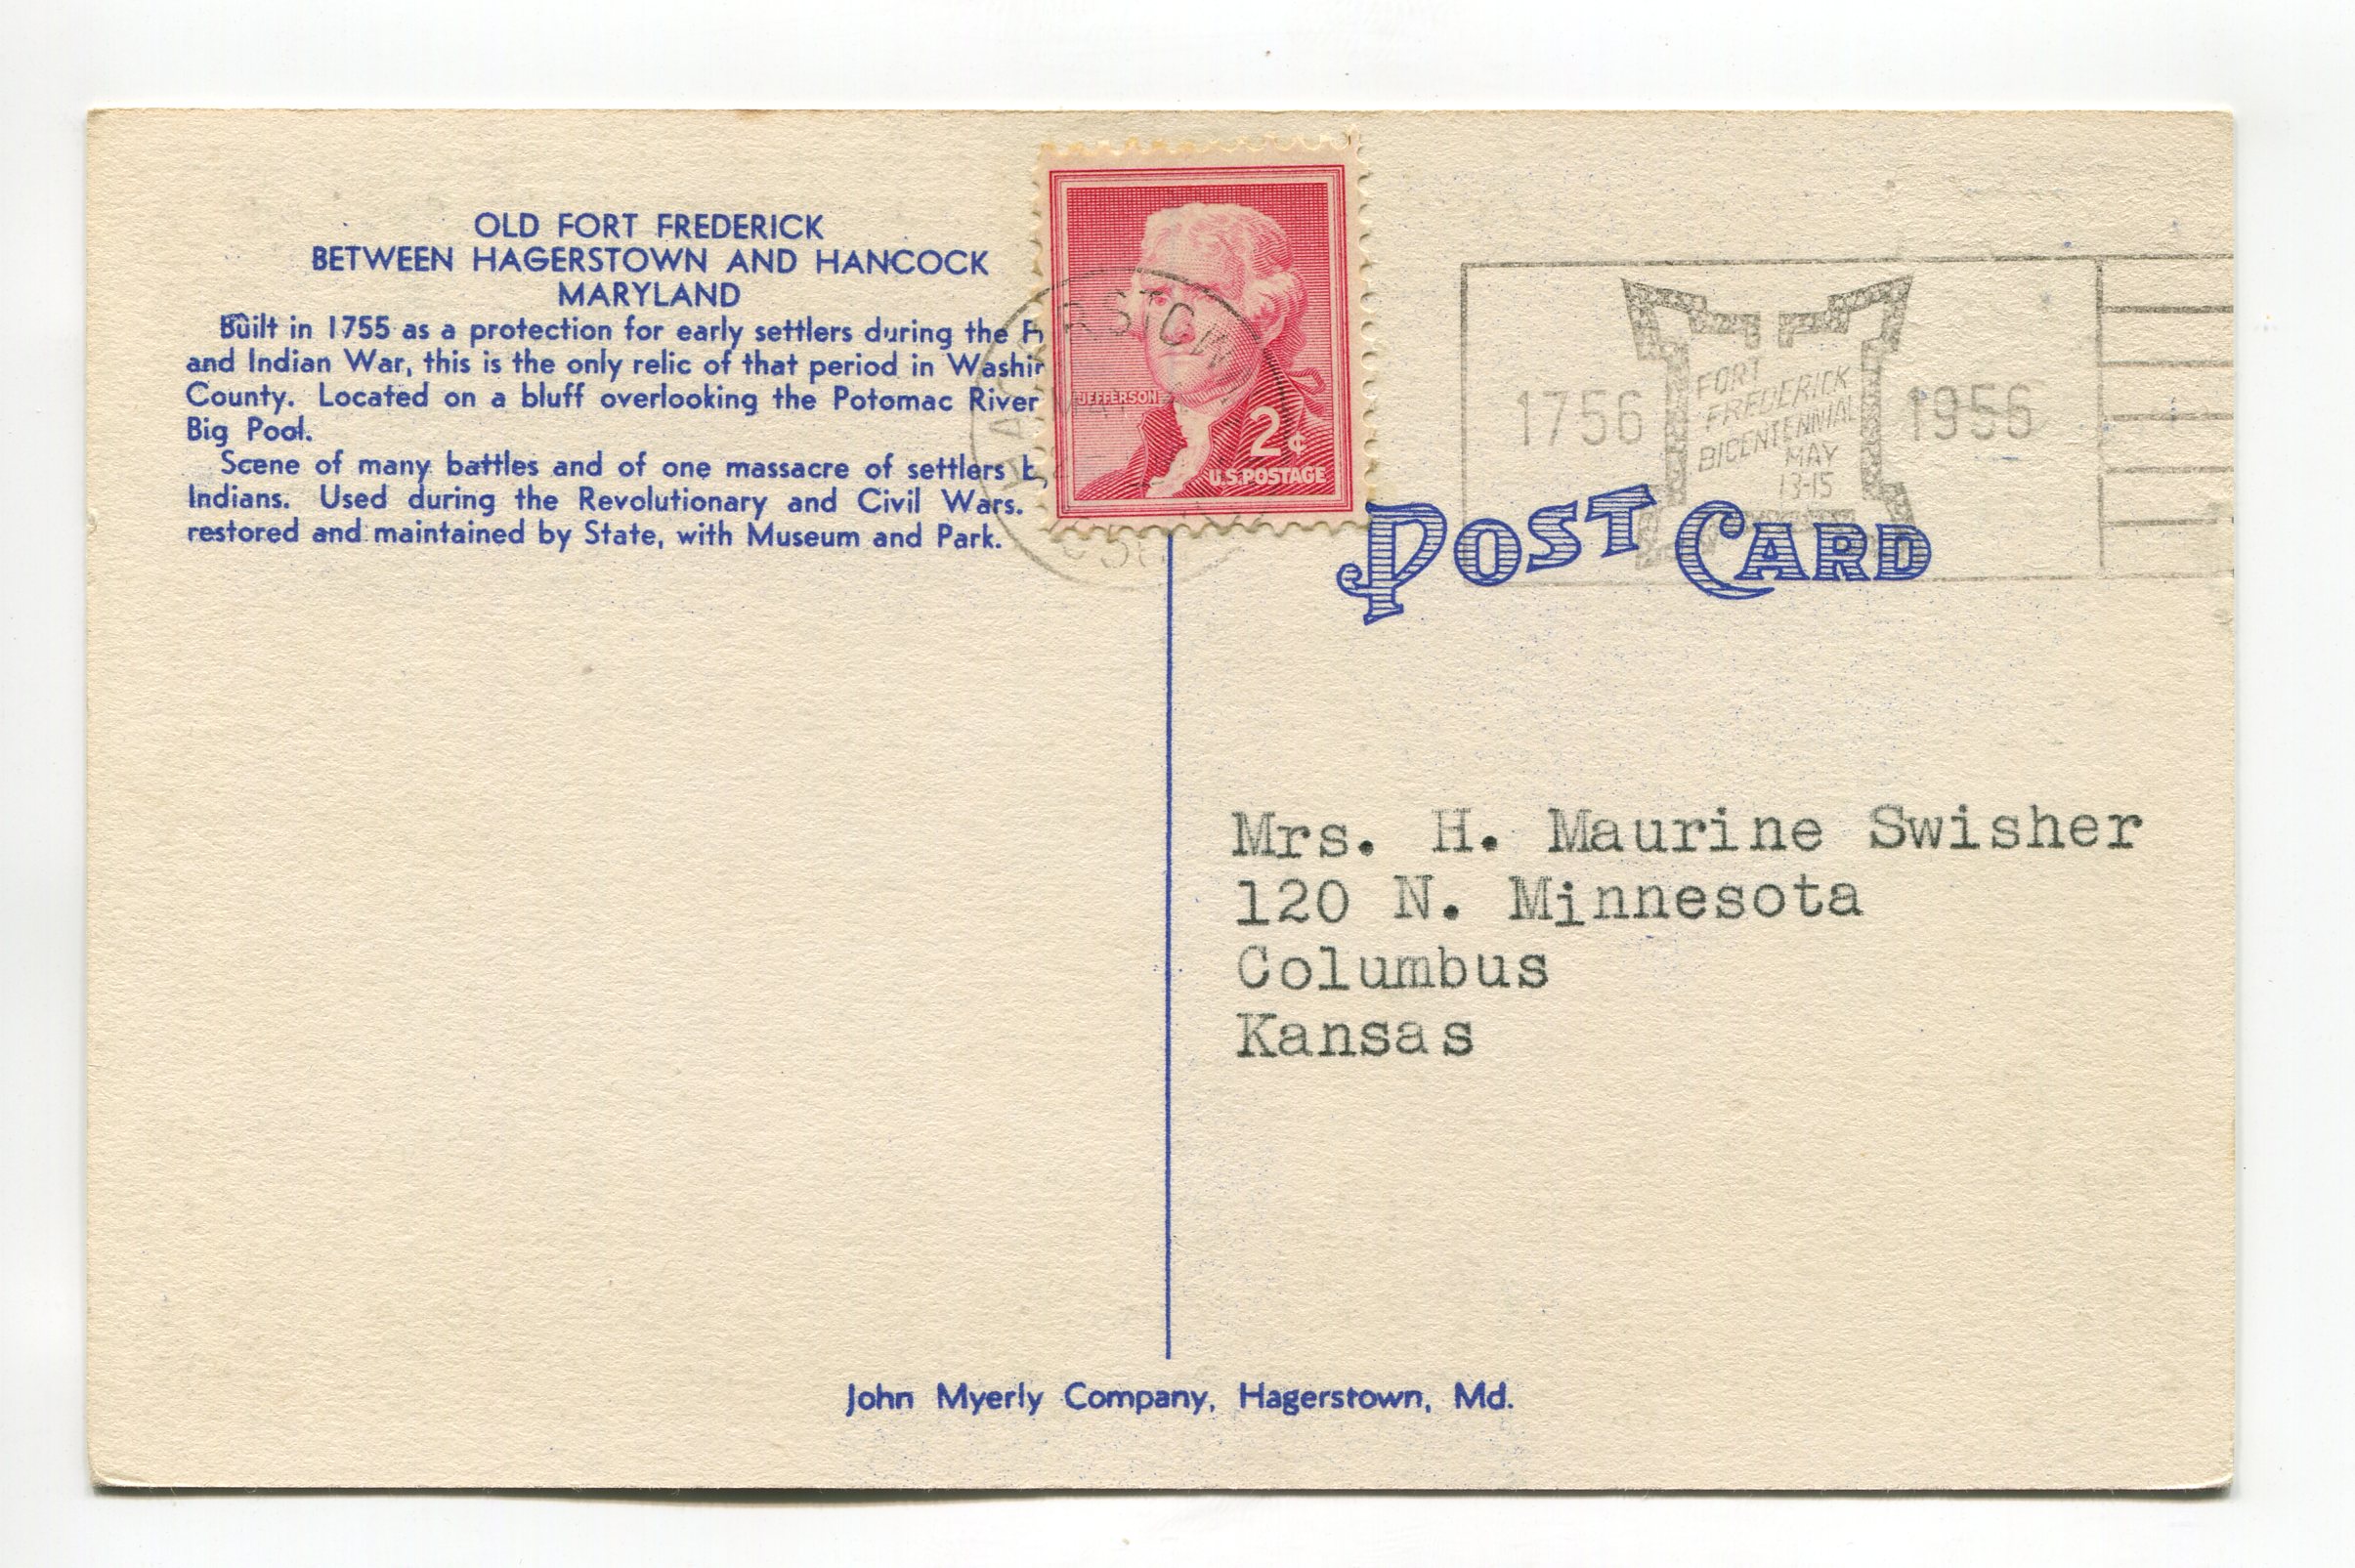 OLD FORT FREDERICK
BETWEEN HAGERSTOWN AND HANCOCK
MARYLAND
Built in 1755 as a protection for early settlers during the
and Indian War, this is the only relic of that period in
County. Located on a bluff overlooking the Potomac River
Big Pool.
Scene of many battles and of one massacre of settlers
Indians. Used during the Revolutionary and Civil Wars.
restored and maintained by State, with Museum and Park.
JEFFERSON
2¢
U.S. POSTAGE
1756
FORT
FREDERICK
BICENTENNIAL
MAY
13-15
1956
POST CARD
Mrs. H. Maurine Swisher
120 N. Minnesota
Columbus
Kansas
John Myerly Company, Hagerstown, Md.